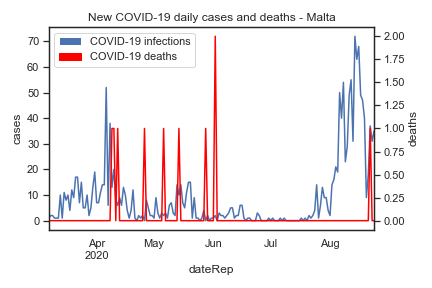 New COVID-19 daily cases and deaths - Malta
COVID-19 infections
COVID-19 deaths
70
60
50
40
30
20
10
0
cases
2.00
1.75
1.50
1.25
1.00
0.75
0.50
0.25
0.00
deaths
Apr May Jun Jul Aug
2020
dateRep